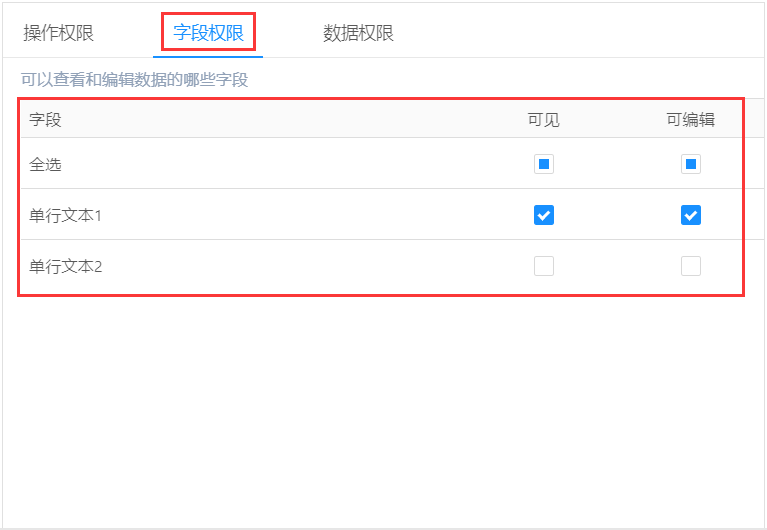 操作权限 字段权限 数据权限
可以查看和编辑数据的哪些字段
字段 可见 可编辑
全选
单行文本1
单行文本2